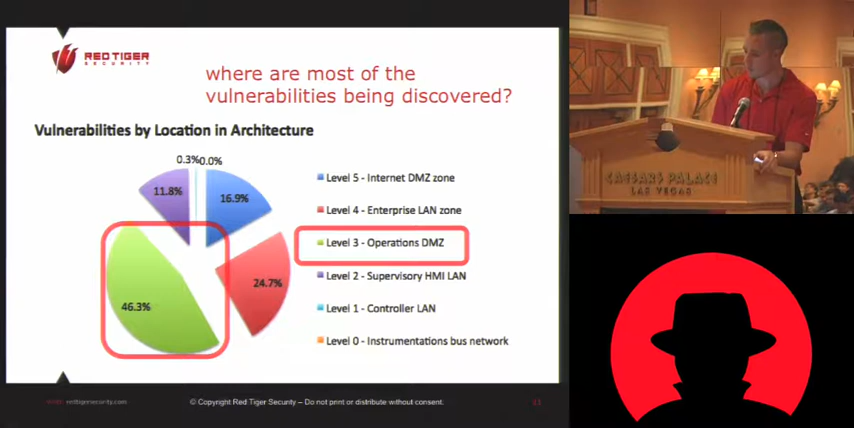 RED TIGER
SECURITY
where are most of the
vulnerabilities being discovered?
Vulnerabilities by Location in Architecture
0.3%
0.0%
11.8%
16.9%
46.3%
24.7%
Level 5 - Internet DMZ zone
Level 4 - Enterprise LAN zone
Level 3 - Operations DMZ
Level 2 - Supervisory HMI LAN
Level 1 - Controller LAN
Level 0 - Instrumentations bus network
redtigersecurity.com
© Copyright Red Tiger Security – Do not print or distribute without consent.
11
CAESARS PALACE
LAS VEGAS